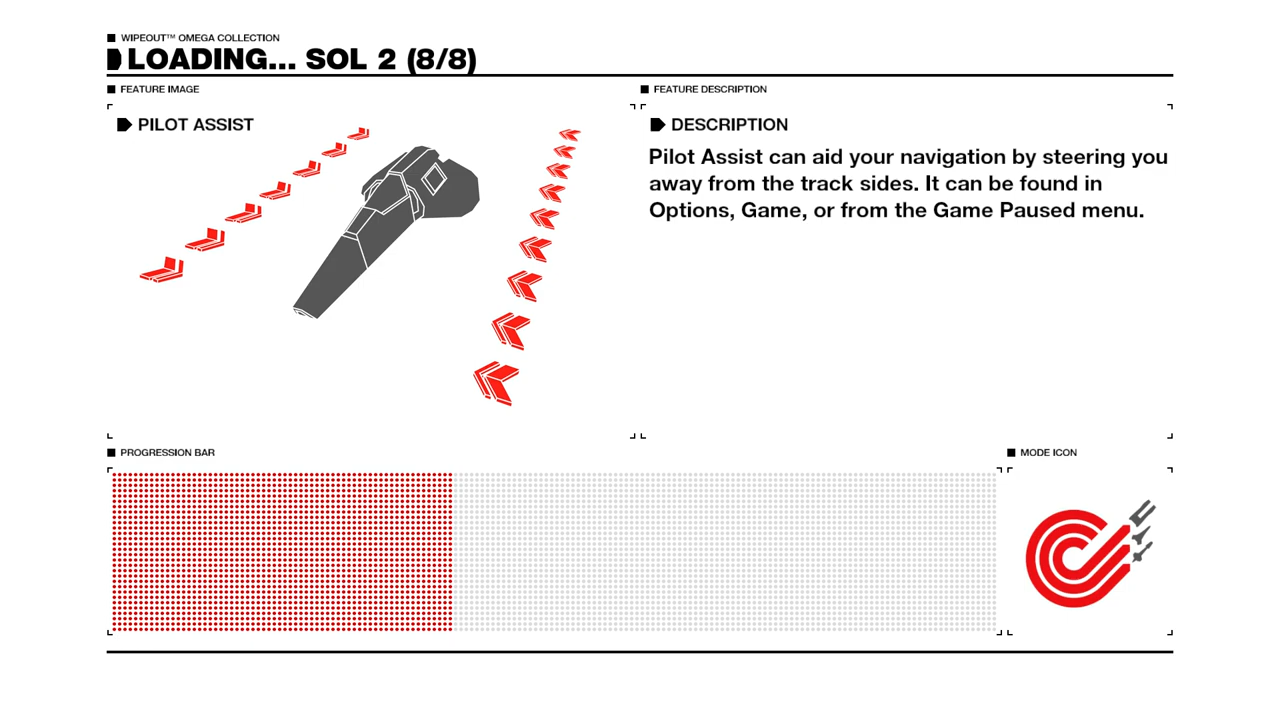 WIPEOUT™ OMEGA COLLECTION
LOADING... SOL 2 (8/8)
FEATURE IMAGE
PILOT ASSIST
FEATURE DESCRIPTION
DESCRIPTION
Pilot Assist can aid your navigation by steering you
away from the track sides. It can be found in
Options, Game, or from the Game Paused menu.
PROGRESSION BAR
MODE ICON